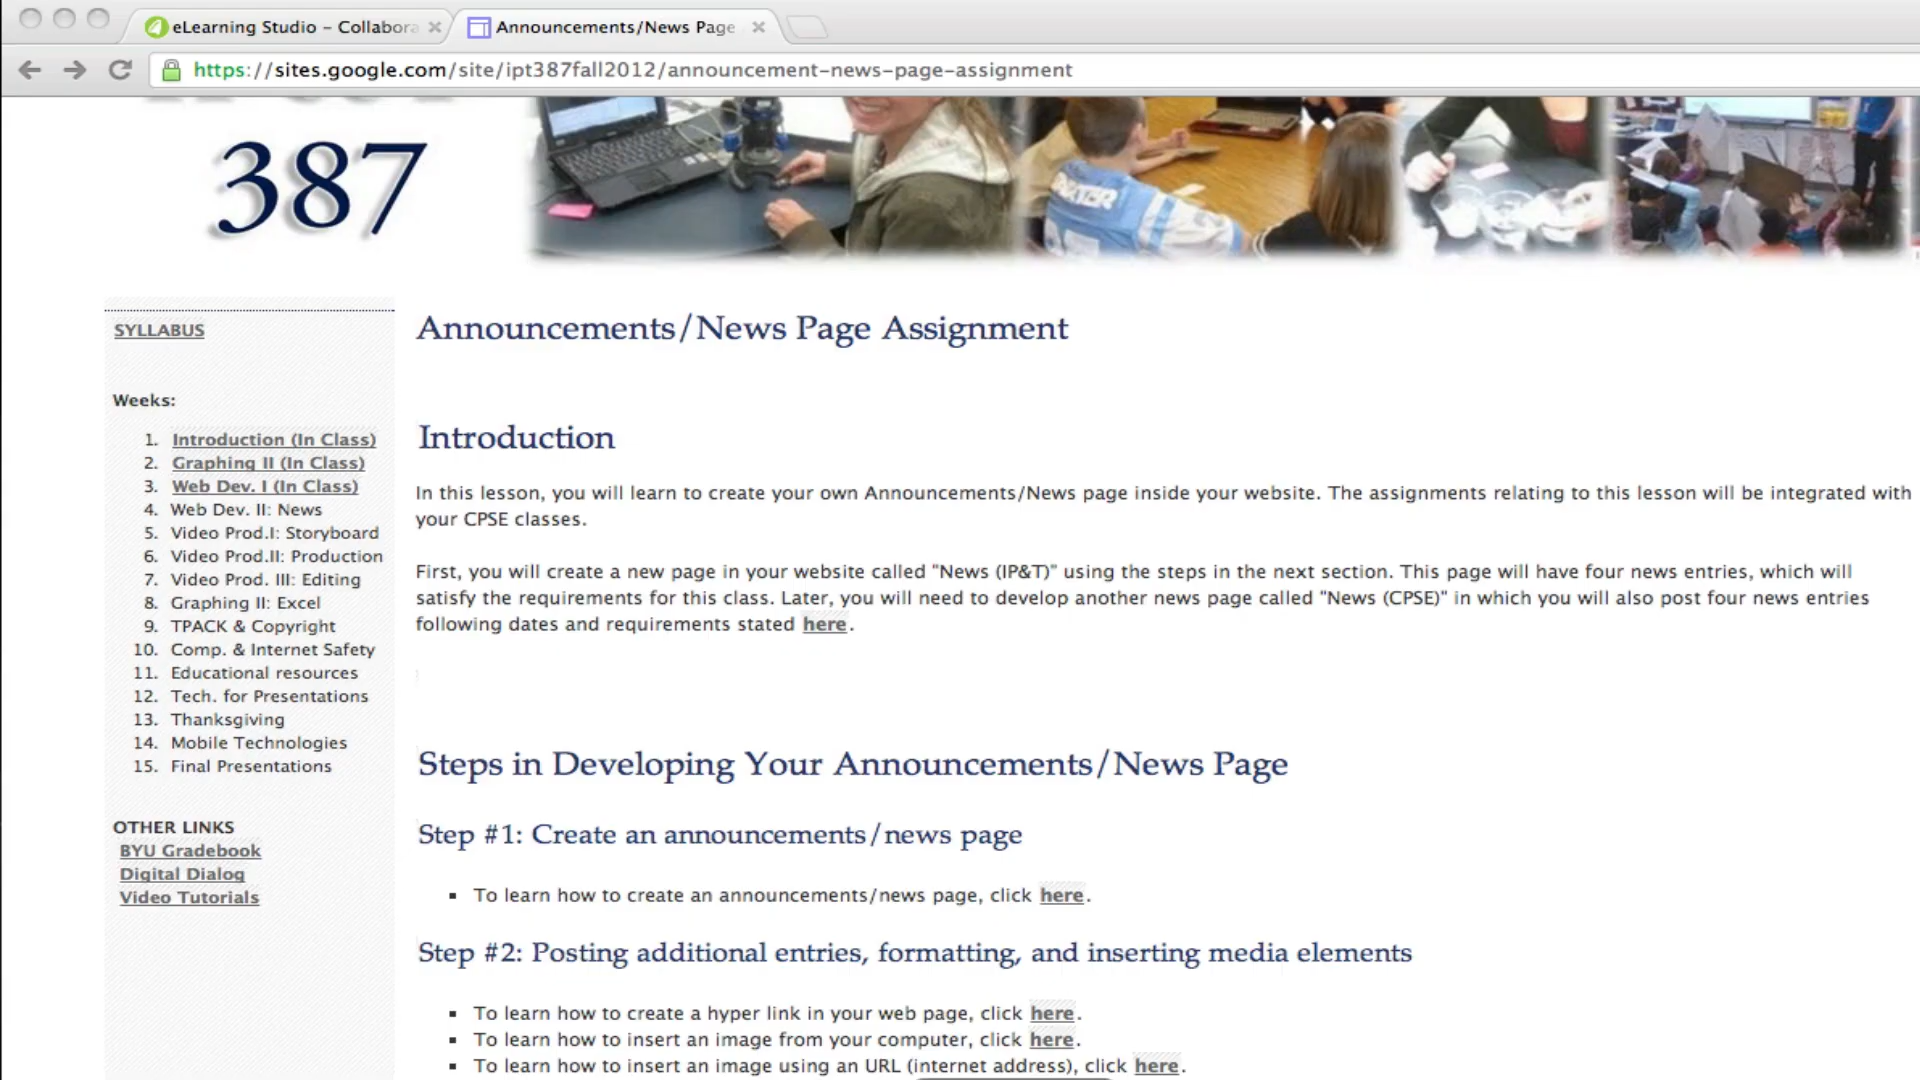 eLearning Studio – Collabora
Announcements/News Page
https://sites.google.com/site/ipt387fall2012/announcement-news-page-assignment
387
SYLLABUS
Weeks:
1. Introduction (In Class)
2. Graphing II (In Class)
3. Web Dev. I (In Class)
4. Web Dev. II: News
5. Video Prod.I: Storyboard
6. Video Prod.II: Production
7. Video Prod. III: Editing
8. Graphing II: Excel
9. TPACK & Copyright
10. Comp. & Internet Safety
11. Educational resources
12. Tech. for Presentations
13. Thanksgiving
14. Mobile Technologies
15. Final Presentations
OTHER LINKS
BYU Gradebook
Digital Dialog
Video Tutorials
Announcements/News Page Assignment
Introduction
In this lesson, you will learn to create your own Announcements/News page inside your website. The assignments relating to this lesson will be integrated with
your CPSE classes.
First, you will create a new page in your website called "News (IP&T)" using the steps in the next section. This page will have four news entries, which will
satisfy the requirements for this class. Later, you will need to develop another news page called "News (CPSE)" in which you will also post four news entries
following dates and requirements stated here.
Steps in Developing Your Announcements/News Page
Step #1: Create an announcements/news page
▪ To learn how to create an announcements/news page, click here.
Step #2: Posting additional entries, formatting, and inserting media elements
▪ To learn how to create a hyper link in your web page, click here.
▪ To learn how to insert an image from your computer, click here.
▪ To learn how to insert an image using an URL (internet address), click here.